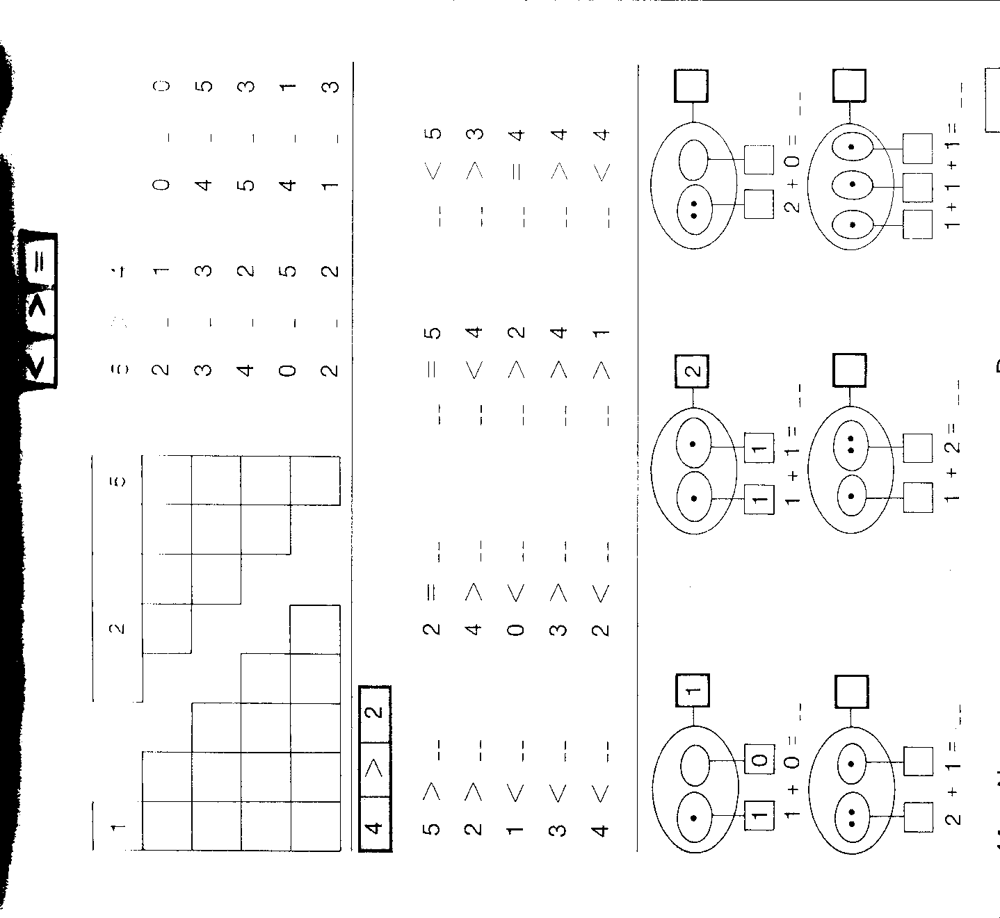 < > =
1 2 5 5 > 4
2 _ 1 0 _ 0
3 _ 3 4 _ 5
4 _ 2 5 _ 3
0 _ 5 4 _ 1
2 _ 2 1 _ 3
4 > 2
5 > __ 2 = __ __ = 5 __ < 5
2 > __ 4 > __ __ < 4 __ > 3
1 < __ 0 < __ __ > 2 __ = 4
3 < __ 3 > __ __ > 4 __ > 4
4 < __ 2 < __ __ > 1 __ < 4
1 2
1 0 1 1
1 + 0 = __ 1 + 1 = __ 2 + 0 = __
2 + 1 = __ 1 + 2 = __ 1 + 1 + 1 = __